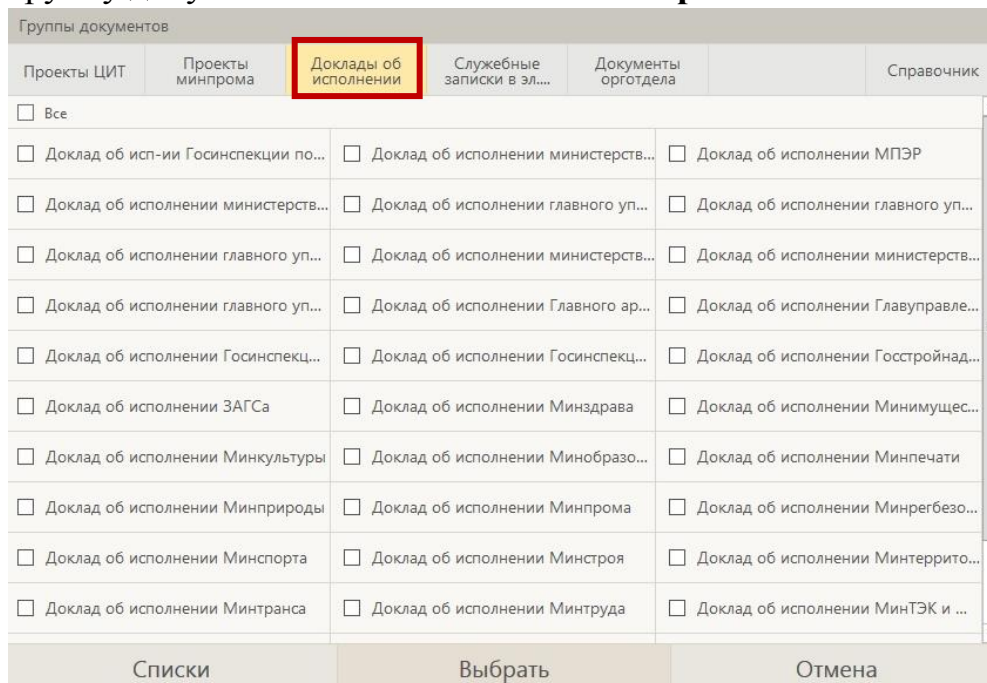 Группы документов
Проекты ЦИТ
Проекты
минпрома
Доклады об
исполнении
Служебные
записки в эл....
Документы
орготдела
Справочник
Все
Доклад об исп-ии Госинспекции по... Доклад об исполнении министерств... Доклад об исполнении МПЭР
Доклад об исполнении министерств... Доклад об исполнении главного уп... Доклад об исполнении главного уп...
Доклад об исполнении главного уп... Доклад об исполнении министерств... Доклад об исполнении министерств...
Доклад об исполнении главного уп... Доклад об исполнении Главного ар... Доклад об исполнении Главуправле...
Доклад об исполнении Госинспекц... Доклад об исполнении Госинспекц... Доклад об исполнении Госстройнад...
Доклад об исполнении ЗАГСа Доклад об исполнении Минздрава Доклад об исполнении Минимущес...
Доклад об исполнении Минкультуры Доклад об исполнении Минобразо... Доклад об исполнении Минпечати
Доклад об исполнении Минприроды Доклад об исполнении Минпрома Доклад об исполнении Минрегбезо...
Доклад об исполнении Минспорта Доклад об исполнении Минстроя Доклад об исполнении Минтеррито...
Доклад об исполнении Минтранса Доклад об исполнении Минтруда Доклад об исполнении МинТЭК и ...
Списки Выбрать Отмена